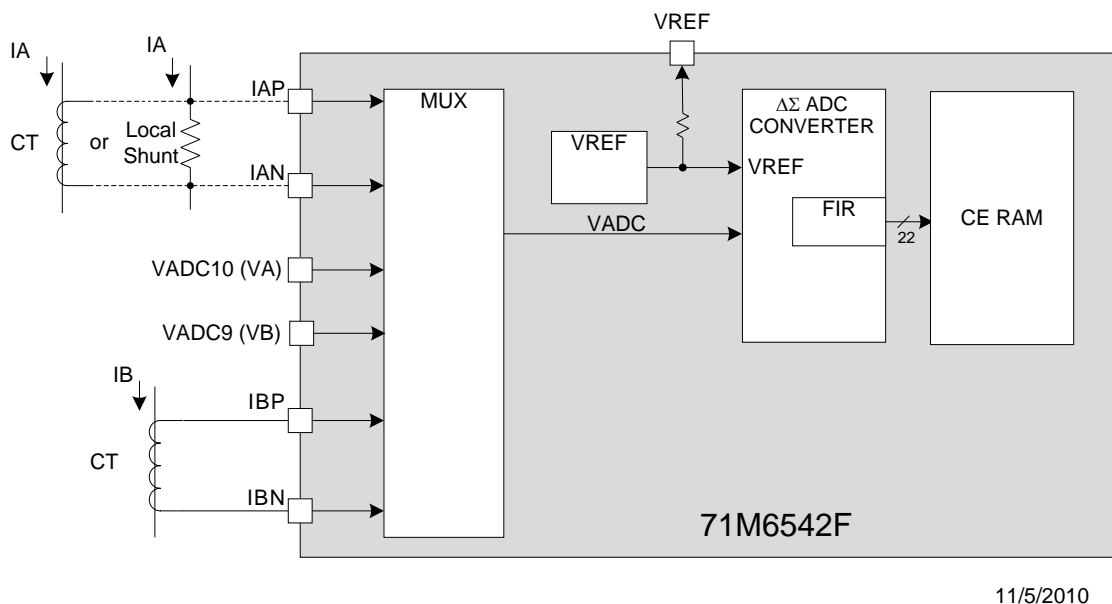 VREF
IA
IA
IAP
MUX
ΔΣ ADC
CONVERTER
CT
or
Local
Shunt
VREF
VREF
IAN
FIR
CE RAM
VADC
22
VADC10 (VA)
VADC9 (VB)
IB
IBP
CT
IBN
71M6542F
11/5/2010